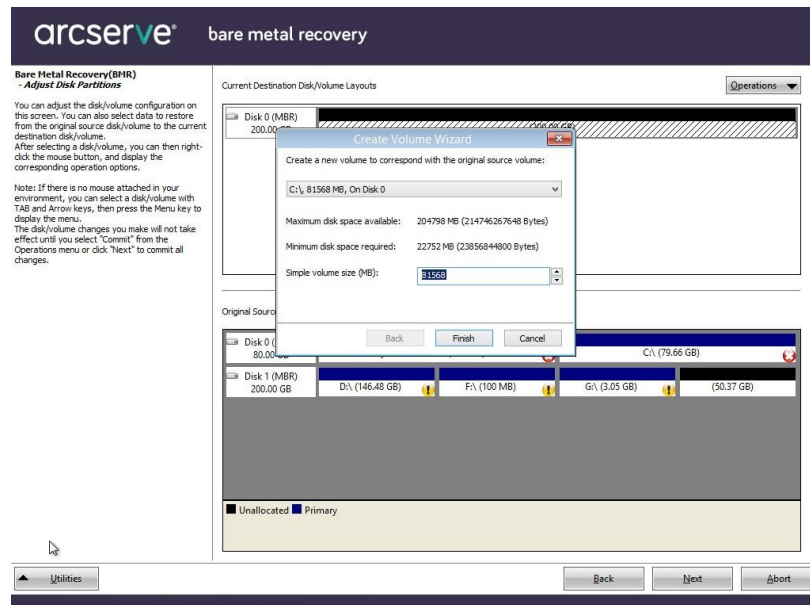 arcserve® bare metal recovery
Bare Metal Recovery(BMR)
- Adjust Disk Partitions
You can adjust the disk/volume configuration on
this screen. You can also select data to restore
from the original source disk/volume to the current
destination disk/volume.
After selecting a disk/volume, you can then right-
click the mouse button, and display the
corresponding operation options.
Note: If there is no mouse attached in your
environment, you can select a disk/volume with
TAB and Arrow keys, then press the Menu key to
display the menu.
The disk/volume changes you make will not take
effect until you select "Commit" from the
Operations menu or click "Next" to commit all
changes.
Current Destination Disk/Volume Layouts
Operations
Disk 0 (MBR)
200.00 GB
Create Volume Wizard
Create a new volume to correspond with the original source volume:
C:\, 81568 MB, On Disk 0
Maximum disk space available: 204798 MB (214746267648 Bytes)
Minimum disk space required: 22752 MB (23856844800 Bytes)
Simple volume size (MB): 81568
Back Finish Cancel
Original Sourc
Disk 0 (
80.00
C:\ (79.66 GB)
Disk 1 (MBR)
200.00 GB
D:\ (146.48 GB) F:\ (100 MB) G:\ (3.05 GB) (50.37 GB)
Unallocated Primary
Utilities
Back Next Abort